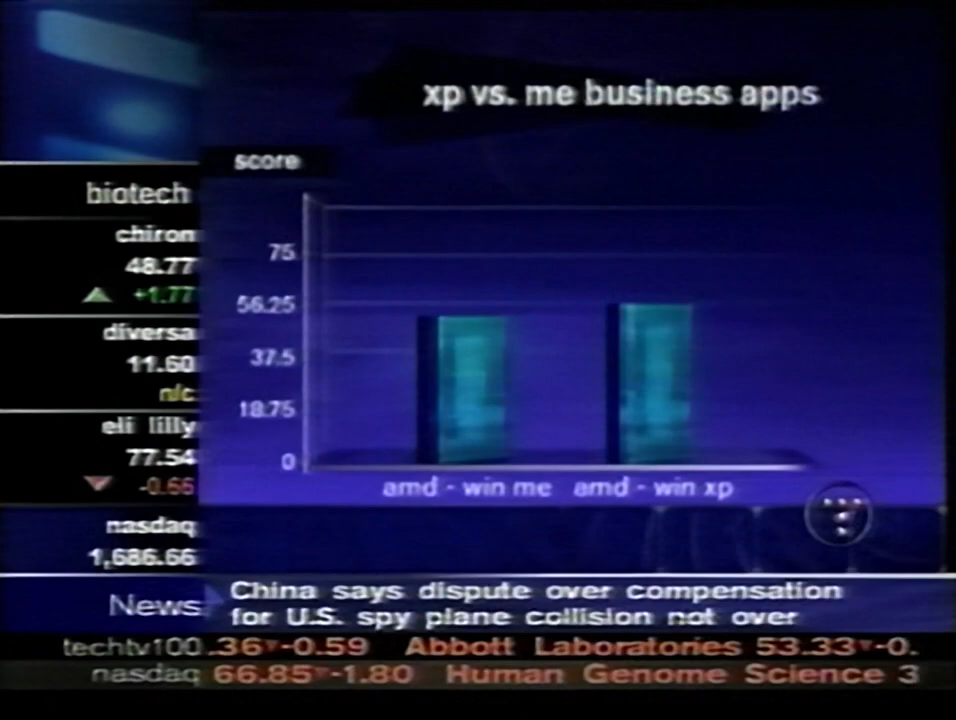 xp vs. me business apps
score
75
56.25
37.5
18.75
0
amd - win me amd - win xp
biotech
chiron
48.77
+1.77
diversa
11.60
n/c
eli lilly
77.54
-0.66
nasdaq
1,686.66
News
China says dispute over compensation
for U.S. spy plane collision not over
techtv100 .36▼-0.59 Abbott Laboratories 53.33▼-0.
nasdaq 66.85▼-1.80 Human Genome Science 3